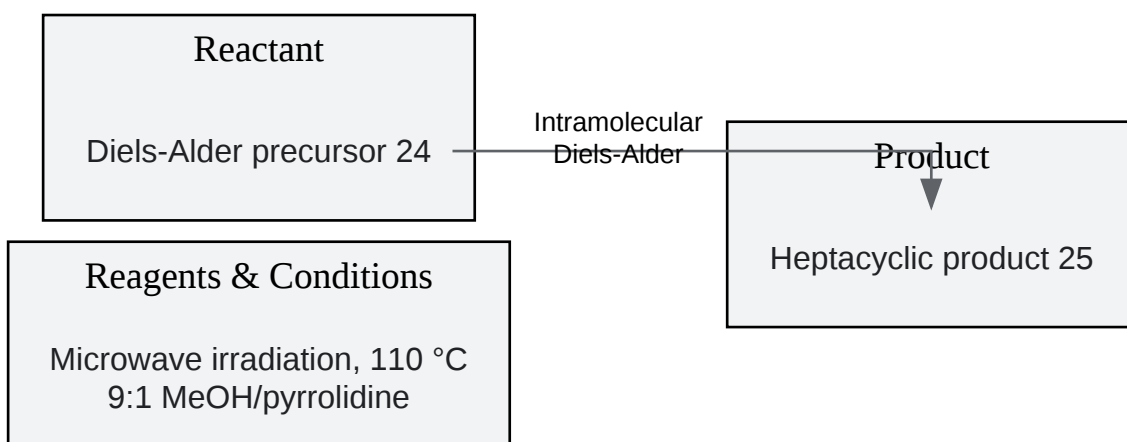 Reactant
Diels-Alder precursor 24
Intramolecular
Diels-Alder
Product
Heptacyclic product 25
Reagents & Conditions
Microwave irradiation, 110 °C
9:1 MeOH/pyrrolidine